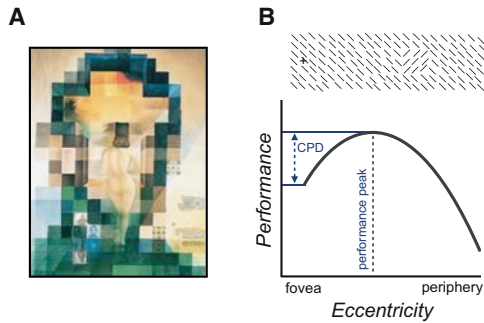 A
B
+
Performance
CPD
performance peak
fovea
periphery
Eccentricity